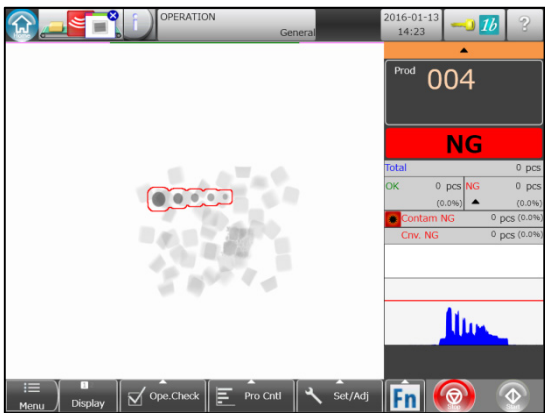 OPERATION
General
2016-01-13
14:23
1b
?
Prod
004
NG
Total 0 pcs
OK 0 pcs NG 0 pcs
(0.0%) (0.0%)
Contam NG 0 pcs (0.0%)
Cnv. NG 0 pcs (0.0%)
Menu
1
Display
Ope.Check
Pro Cntl
Set/Adj
Fn